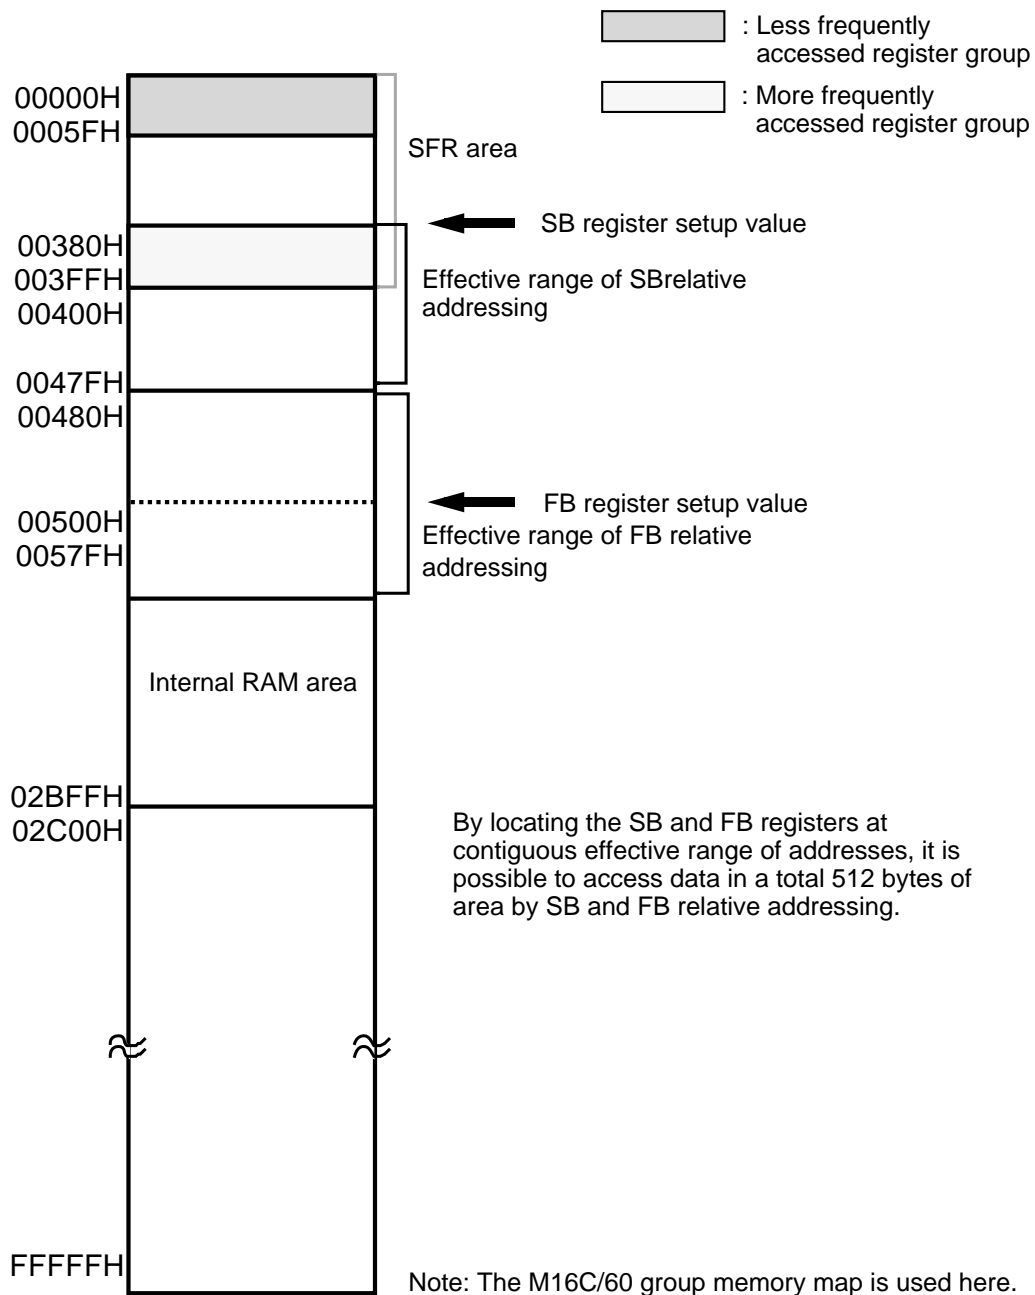 : Less frequently
accessed register group
: More frequently
accessed register group
00000H
0005FH
SFR area
SB register setup value
00380H
003FFH
Effective range of SBrelative
addressing
00400H
0047FH
00480H
FB register setup value
00500H
Effective range of FB relative
0057FH
addressing
Internal RAM area
02BFFH
02C00H
By locating the SB and FB registers at
contiguous effective range of addresses, it is
possible to access data in a total 512 bytes of
area by SB and FB relative addressing.
FFFFFH
Note: The M16C/60 group memory map is used here.